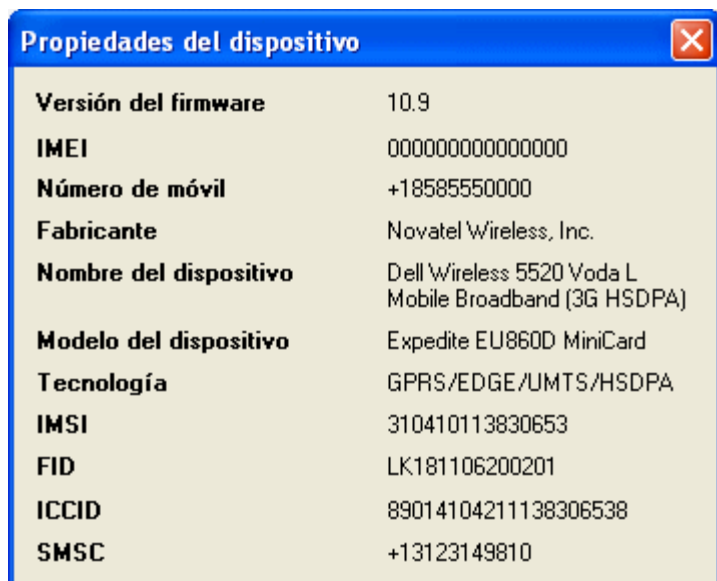 Propiedades del dispositivo
Versión del firmware 10.9
IMEI 000000000000000
Número de móvil +18585550000
Fabricante Novatel Wireless, Inc.
Nombre del dispositivo Dell Wireless 5520 Voda L
Mobile Broadband (3G HSDPA)
Modelo del dispositivo Expedite EU860D MiniCard
Tecnología GPRS/EDGE/UMTS/HSDPA
IMSI 310410113830653
FID LK181106200201
ICCID 89014104211138306538
SMSC +13123149810